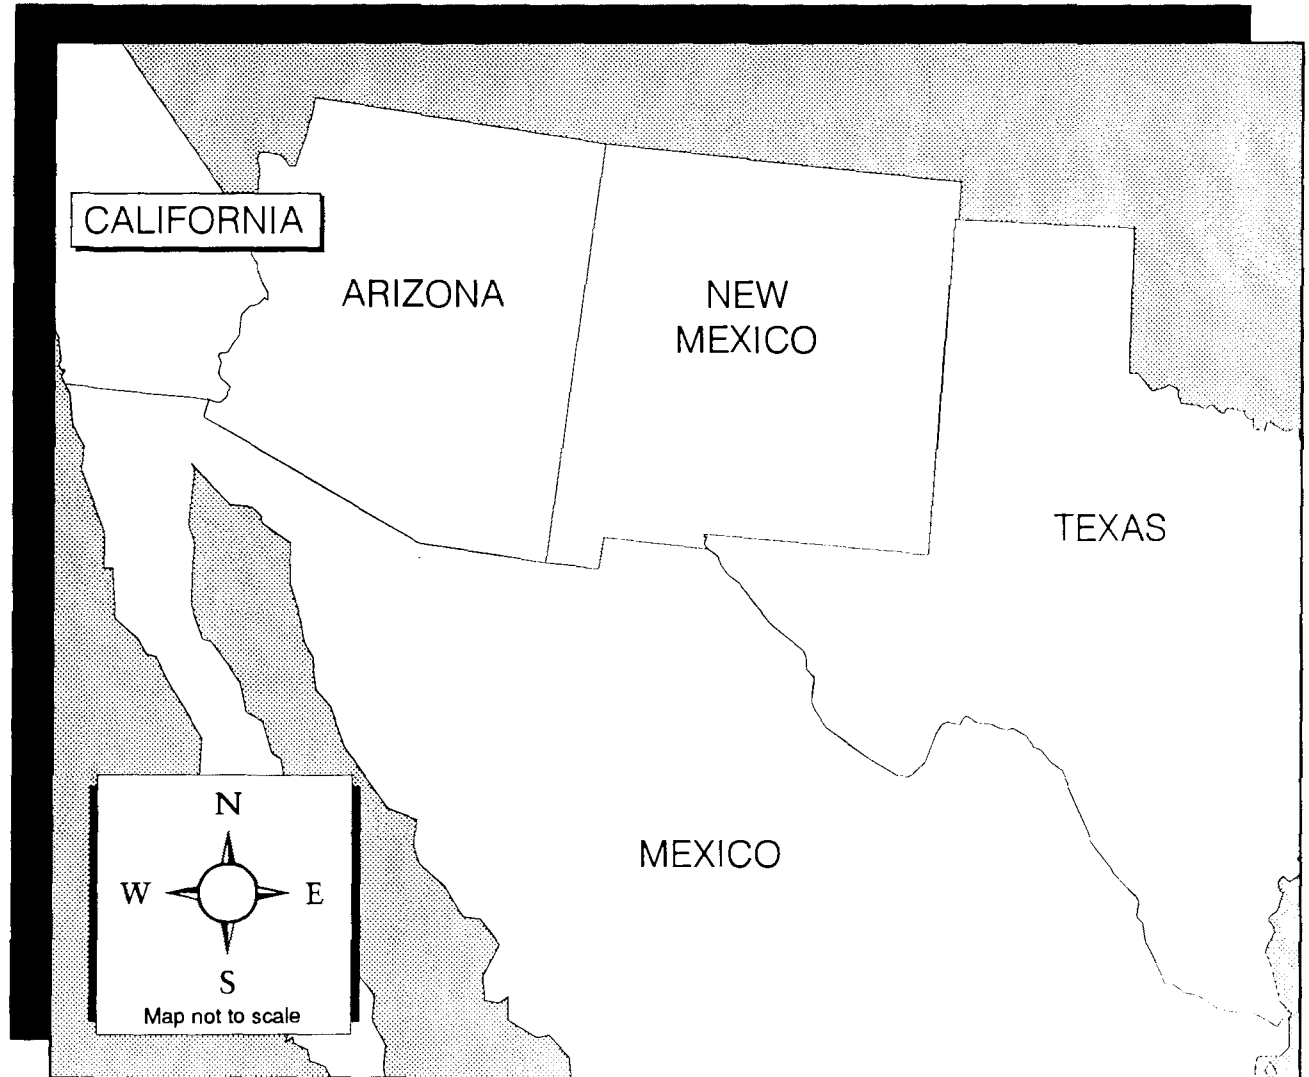 CALIFORNIA
ARIZONA
NEW
MEXICO
TEXAS
MEXICO
N
W
E
S
Map not to scale